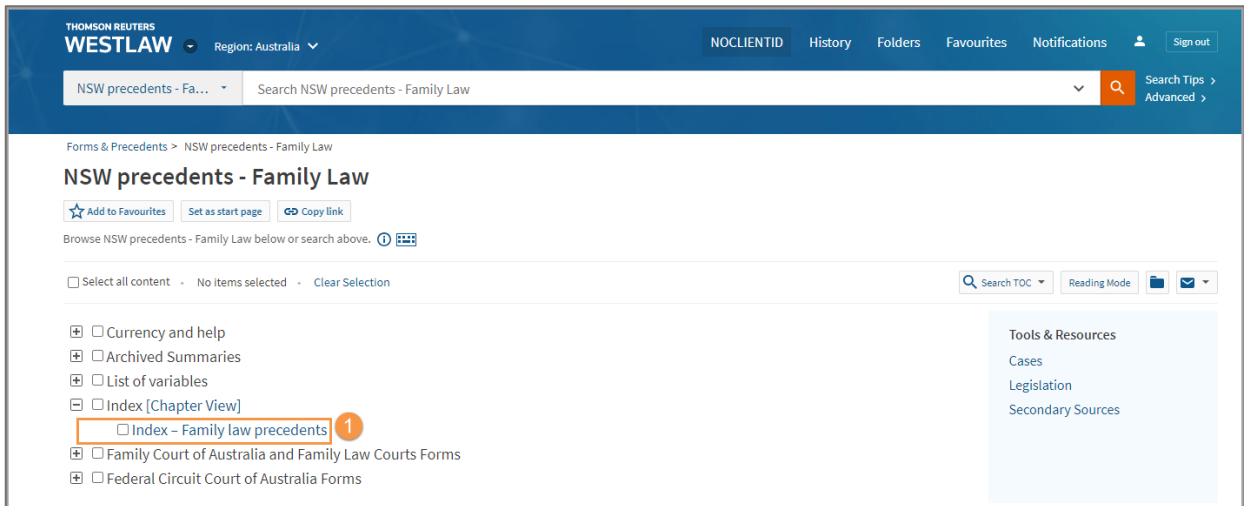 THOMSON REUTERS
WESTLAW Region: Australia NOCLIENTID History Folders Favourites Notifications Sign out
NSW precedents - Fa... Search NSW precedents - Family Law Search Tips >
Advanced >
Forms & Precedents > NSW precedents - Family Law
NSW precedents - Family Law
Add to Favourites Set as start page Copy link
Browse NSW precedents - Family Law below or search above.
Select all content • No items selected • Clear Selection Search TOC Reading Mode
Currency and help
Archived Summaries
List of variables
Index [Chapter View]
Index – Family law precedents 1
Family Court of Australia and Family Law Courts Forms
Federal Circuit Court of Australia Forms
Tools & Resources
Cases
Legislation
Secondary Sources